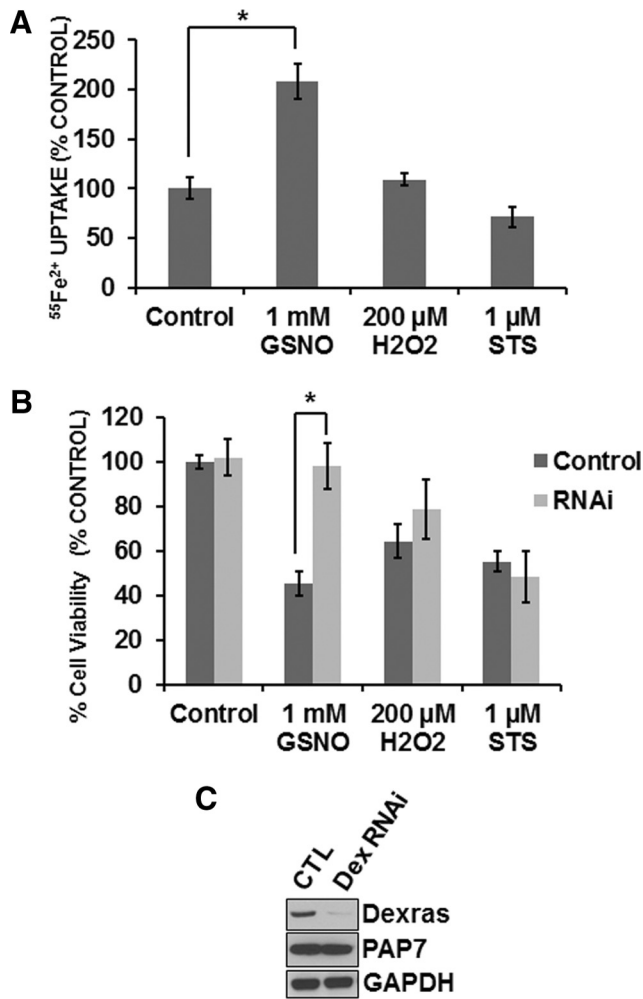 A
*
⁵⁵Fe²⁺ UPTAKE (% CONTROL)
250
200
150
100
50
0
Control
1 mM
GSNO
200 µM
H2O2
1 µM
STS
B
% Cell Viability (% CONTROL)
120
100
80
60
40
20
0
*
Control
RNAi
Control
1 mM
GSNO
200 µM
H2O2
1 µM
STS
C
CTL
Dex RNAi
Dexras
PAP7
GAPDH